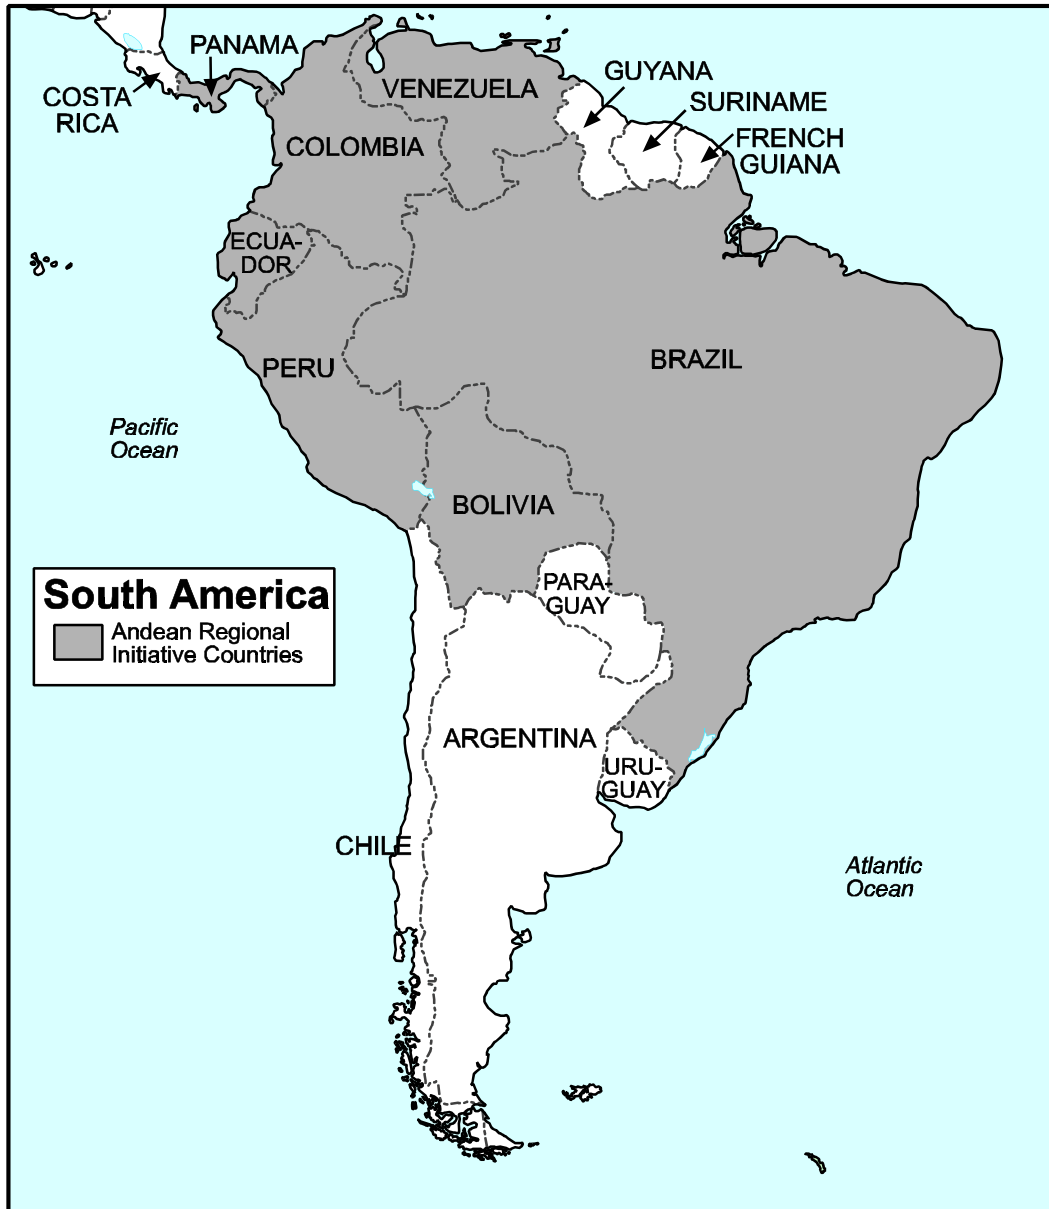 PANAMA
COSTA
RICA
VENEZUELA
GUYANA
SURINAME
FRENCH
GUIANA
COLOMBIA
ECUA-
DOR
PERU
BRAZIL
Pacific
Ocean
BOLIVIA
PARA-
GUAY
South America
Andean Regional
Initiative Countries
ARGENTINA
URU-
GUAY
CHILE
Atlantic
Ocean